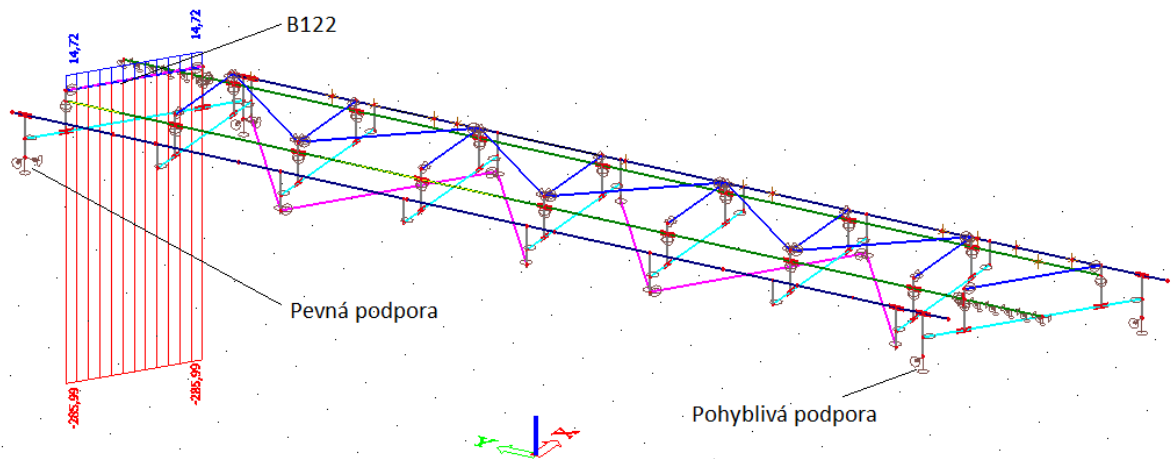 14,72
14,72
B122
Pevná podpora
-285,99
-285,99
Pohyblivá podpora
Y
X